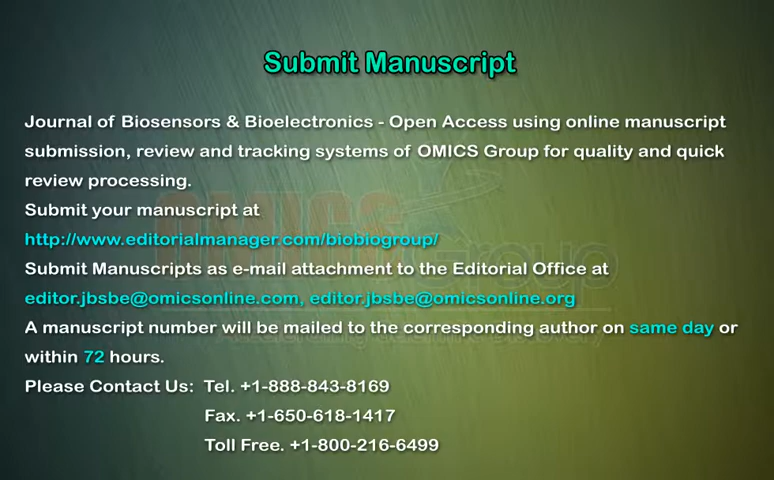 Submit Manuscript
Journal of Biosensors & Bioelectronics - Open Access using online manuscript
submission, review and tracking systems of OMICS Group for quality and quick
review processing.
Submit your manuscript at
http://www.editorialmanager.com/biobiogroup/
Submit Manuscripts as e-mail attachment to the Editorial Office at
editor.jbsbe@omicsonline.com, editor.jbsbe@omicsonline.org
A manuscript number will be mailed to the corresponding author on same day or
within 72 hours.
Please Contact Us: Tel. +1-888-843-8169
Fax. +1-650-618-1417
Toll Free. +1-800-216-6499
OMICS
Group